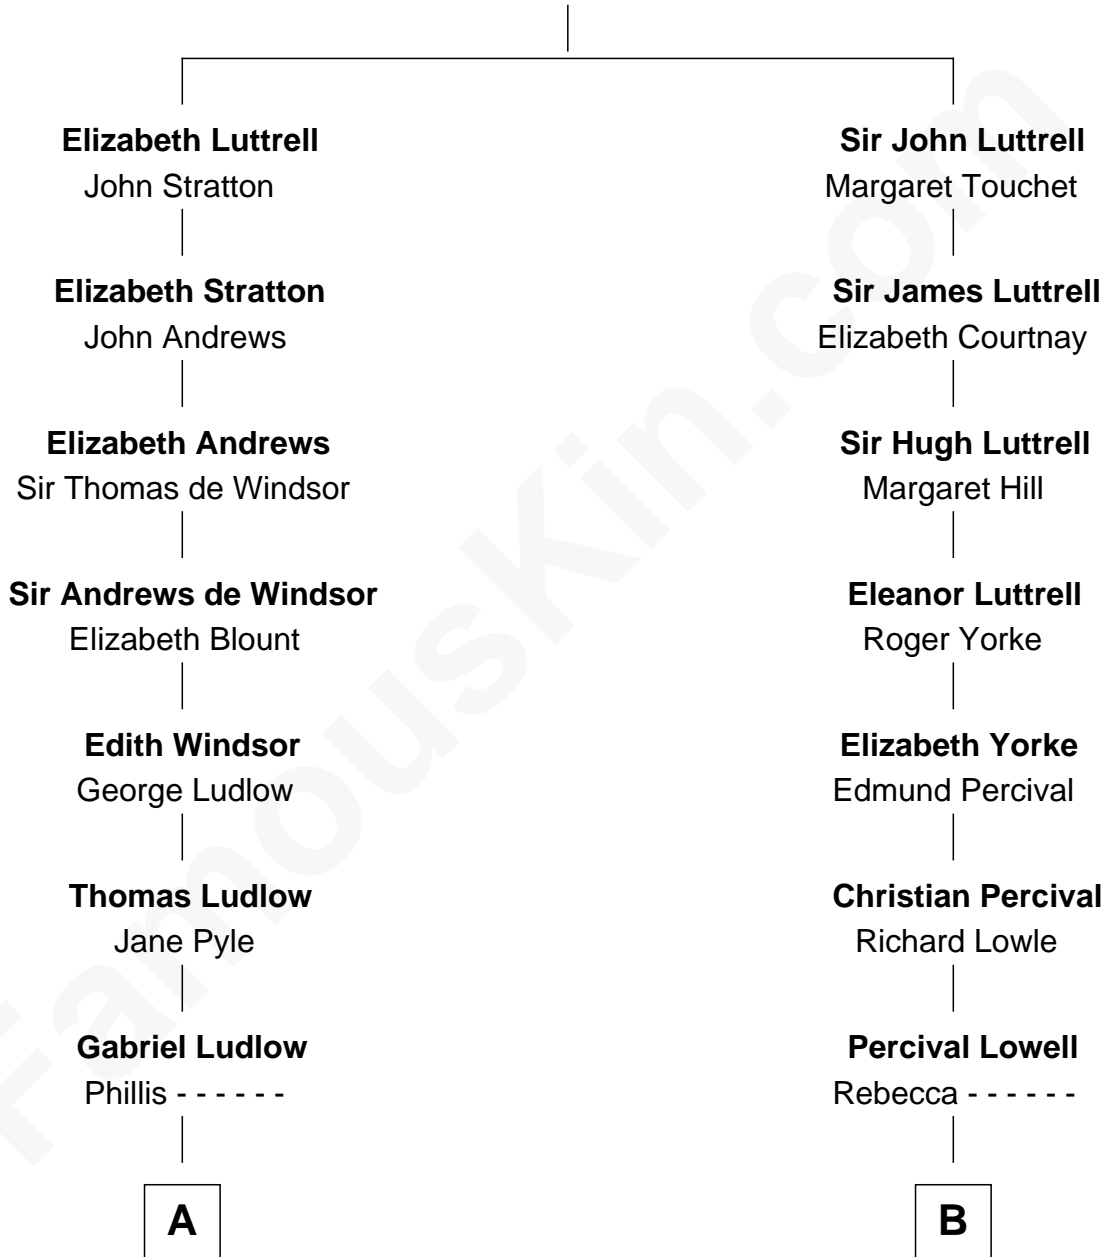 Elizabeth Luttrell
John Stratton
Elizabeth Stratton
John Andrews
Elizabeth Andrews
Sir Thomas de Windsor
Sir Andrews de Windsor
Elizabeth Blount
Edith Windsor
George Ludlow
Thomas Ludlow
Jane Pyle
Gabriel Ludlow
Phillis - - - - - -
A
Sir John Luttrell
Margaret Touchet
Sir James Luttrell
Elizabeth Courtnay
Sir Hugh Luttrell
Margaret Hill
Eleanor Luttrell
Roger Yorke
Elizabeth Yorke
Edmund Percival
Christian Percival
Richard Lowle
Percival Lowell
Rebecca - - - - - -
B
FamousKin.com